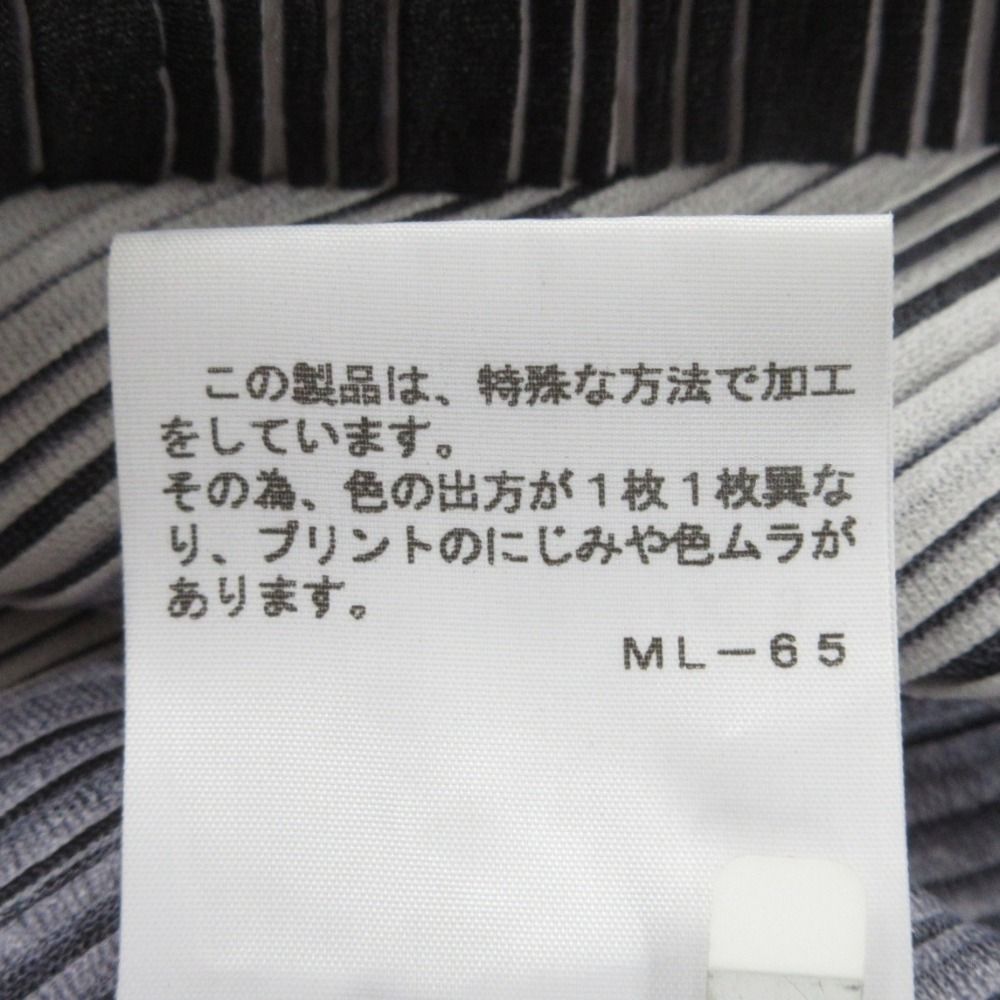 この製品は、特殊な方法で加工
をしています。
その為、色の出方が1枚1枚異な
り、プリントのにじみや色ムラが
あります。
ML-65